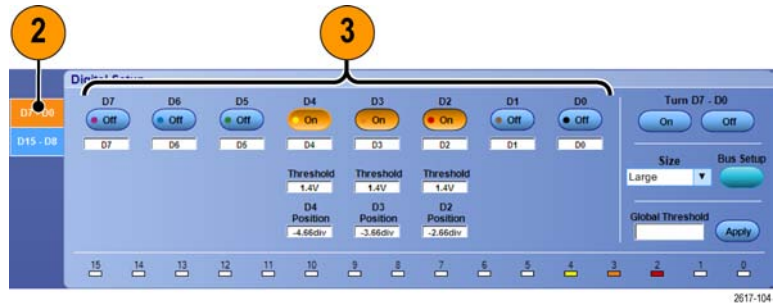 2 3
Digital Setup
D7 - D0
D15 - D8
D7 D6 D5 D4 D3 D2 D1 D0 Turn D7 - D0
Off Off Off On On On Off Off On Off
D7 D6 D5 D4 D3 D2 D1 D0
Size Bus Setup
Threshold Threshold Threshold Large
1.4V 1.4V 1.4V
D4 D3 D2
Position Position Position Global Threshold
-4.66div -3.66div -2.66div Apply
15 14 13 12 11 10 9 8 7 6 5 4 3 2 1 0
2617-104